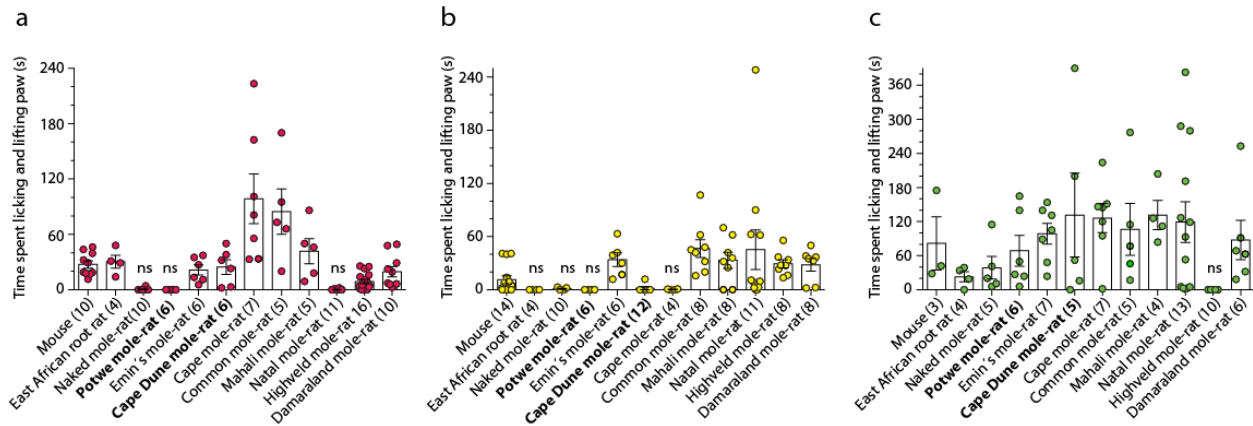 a
Time spent licking and lifting paw (s)
240
180
120
60
0
ns
ns
ns
Mouse (10)
East African root rat (4)
Naked mole-rat(10)
Potwe mole-rat (6)
Emin´s mole-rat (6)
Cape Dune mole-rat (6)
Cape mole-rat (7)
Common mole-rat (5)
Mahali mole-rat (5)
Natal mole-rat (11)
Highveld mole-rat 16)
Damaraland mole-rat (10)
b
Time spent licking and lifting paw (s)
240
180
120
60
0
ns
ns
ns
ns
ns
Mouse (14)
East African root rat (4)
Naked mole-rat (10)
Potwe mole-rat (6)
Emin´s mole-rat (6)
Cape Dune mole-rat (12)
Cape mole-rat (4)
Common mole-rat (8)
Mahali mole-rat (9)
Natal mole-rat (11)
Highveld mole-rat (8)
Damaraland mole-rat (8)
c
Time spent licking and lifting paw (s)
360
300
240
180
120
60
0
ns
Mouse (3)
East African root rat (4)
Naked mole-rat (5)
Potwe mole-rat (6)
Emin´s mole-rat (7)
Cape Dune mole-rat (5)
Cape mole-rat (7)
Common mole-rat (5)
Mahali mole-rat (4)
Natal mole-rat (13)
Highveld mole-rat (10)
Damaraland mole-rat (6)